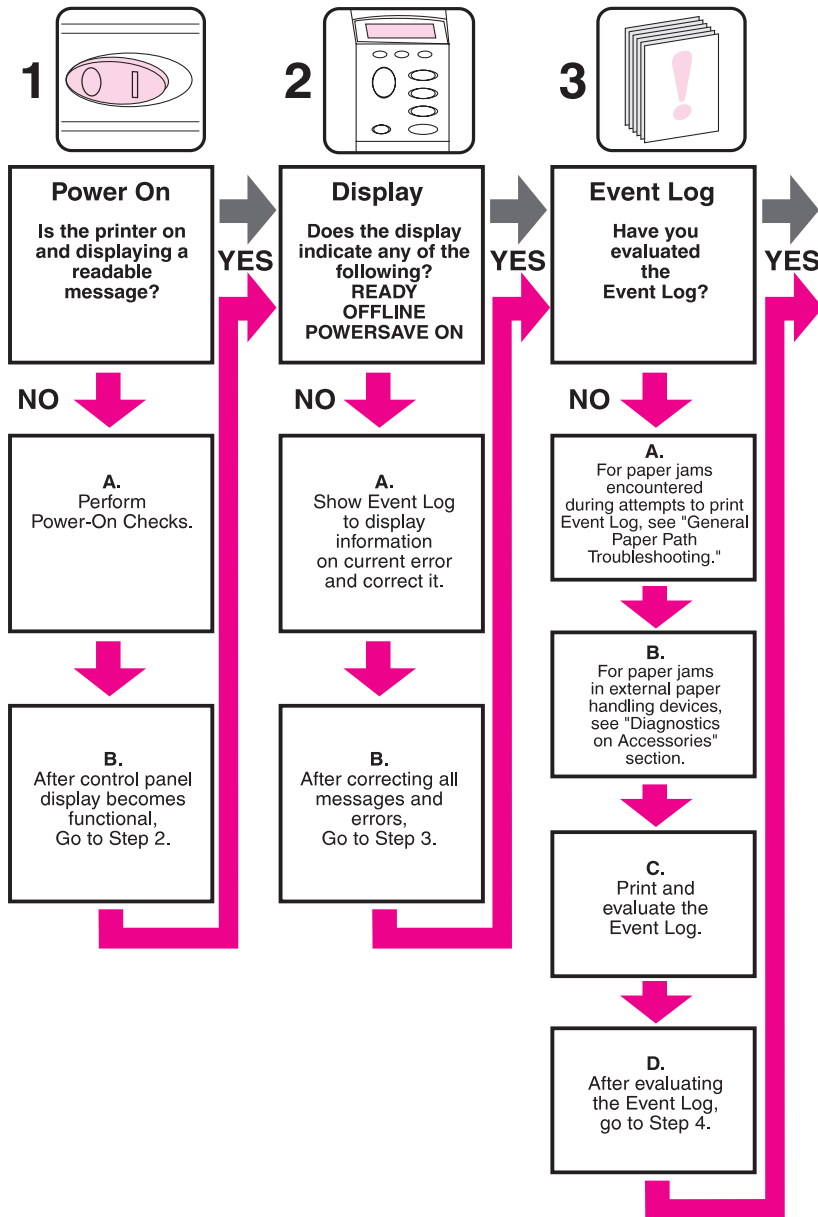 1
Power On
Is the printer on
and displaying a
readable
message?
YES
NO
A.
Perform
Power-On Checks.
B.
After control panel
display becomes
functional,
Go to Step 2.
2
Display
Does the display
indicate any of the
following?
READY
OFFLINE
POWERSAVE ON
YES
NO
A.
Show Event Log
to display
information
on current error
and correct it.
B.
After correcting all
messages and
errors,
Go to Step 3.
3
Event Log
Have you
evaluated
the
Event Log?
YES
NO
A.
For paper jams
encountered
during attempts to print
Event Log, see "General
Paper Path
Troubleshooting."
B.
For paper jams
in external paper
handling devices,
see "Diagnostics
on Accessories"
section.
C.
Print and
evaluate the
Event Log.
D.
After evaluating
the Event Log,
go to Step 4.